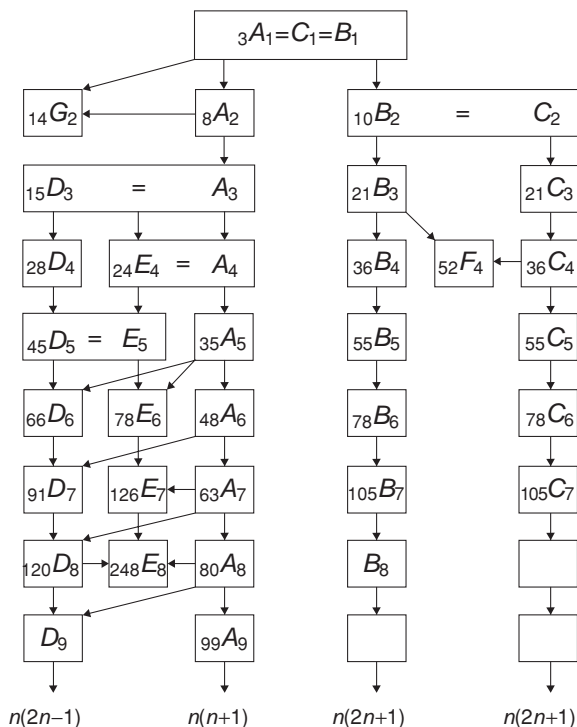 ₃A₁=C₁=B₁
₁₄G₂ ₈A₂ ₁₀B₂ = C₂
₁₅D₃ = A₃ ₂₁B₃ ₂₁C₃
₂₈D₄ ₂₄E₄ = A₄ ₃₆B₄ ₅₂F₄ ₃₆C₄
₄₅D₅ = E₅ ₃₅A₅ ₅₅B₅ ₅₅C₅
₆₆D₆ ₇₈E₆ ₄₈A₆ ₇₈B₆ ₇₈C₆
₉₁D₇ ₁₂₆E₇ ₆₃A₇ ₁₀₅B₇ ₁₀₅C₇
₁₂₀D₈ ₂₄₈E₈ ₈₀A₈ B₈
D₉ ₉₉A₉
n(2n−1) n(n+1) n(2n+1) n(2n+1)